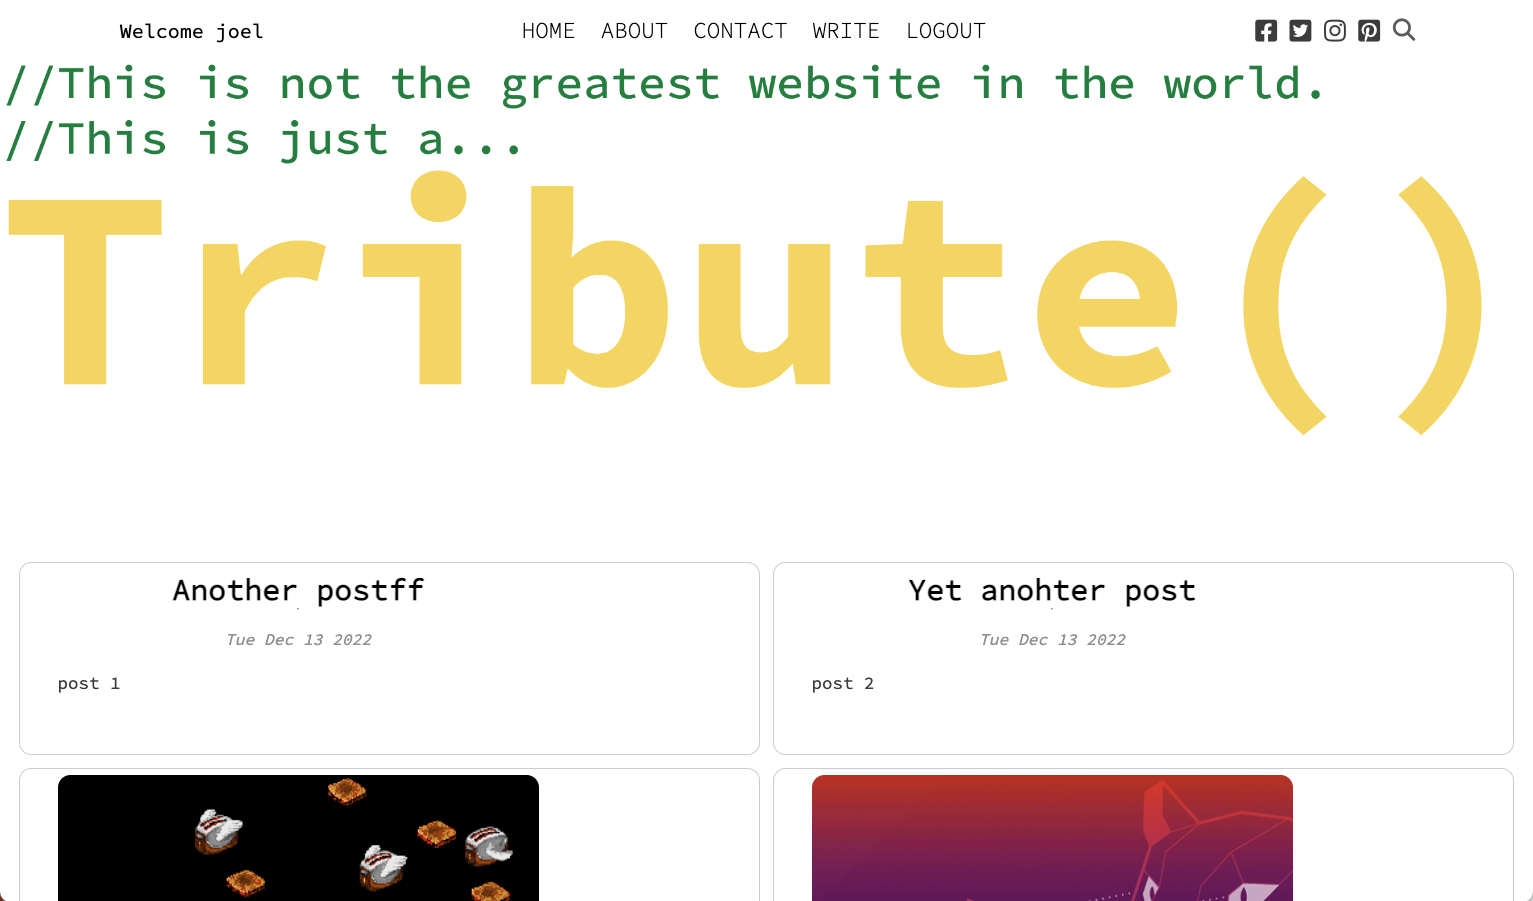 Welcome joel
HOME ABOUT CONTACT WRITE LOGOUT
//This is not the greatest website in the world.
//This is just a...
Tribute()
Another postff
Tue Dec 13 2022
post 1
Yet anohter post
Tue Dec 13 2022
post 2